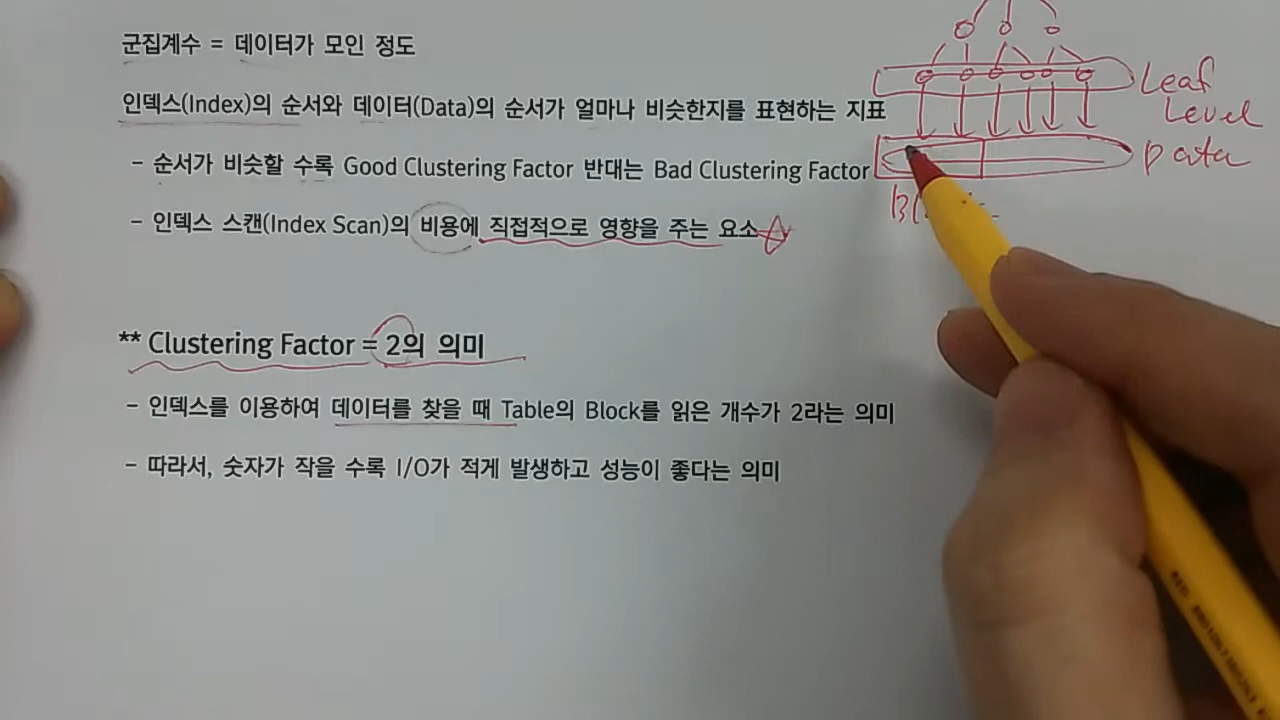 군집계수 = 데이터가 모인 정도
인덱스(Index)의 순서와 데이터(Data)의 순서가 얼마나 비슷한지를 표현하는 지표
- 순서가 비슷할 수록 Good Clustering Factor 반대는 Bad Clustering Factor
- 인덱스 스캔(Index Scan)의 비용에 직접적으로 영향을 주는 요소
** Clustering Factor = 2의 의미
- 인덱스를 이용하여 데이터를 찾을 때 Table의 Block를 읽은 개수가 2라는 의미
- 따라서, 숫자가 작을 수록 I/O가 적게 발생하고 성능이 좋다는 의미
Leaf
Level
Data